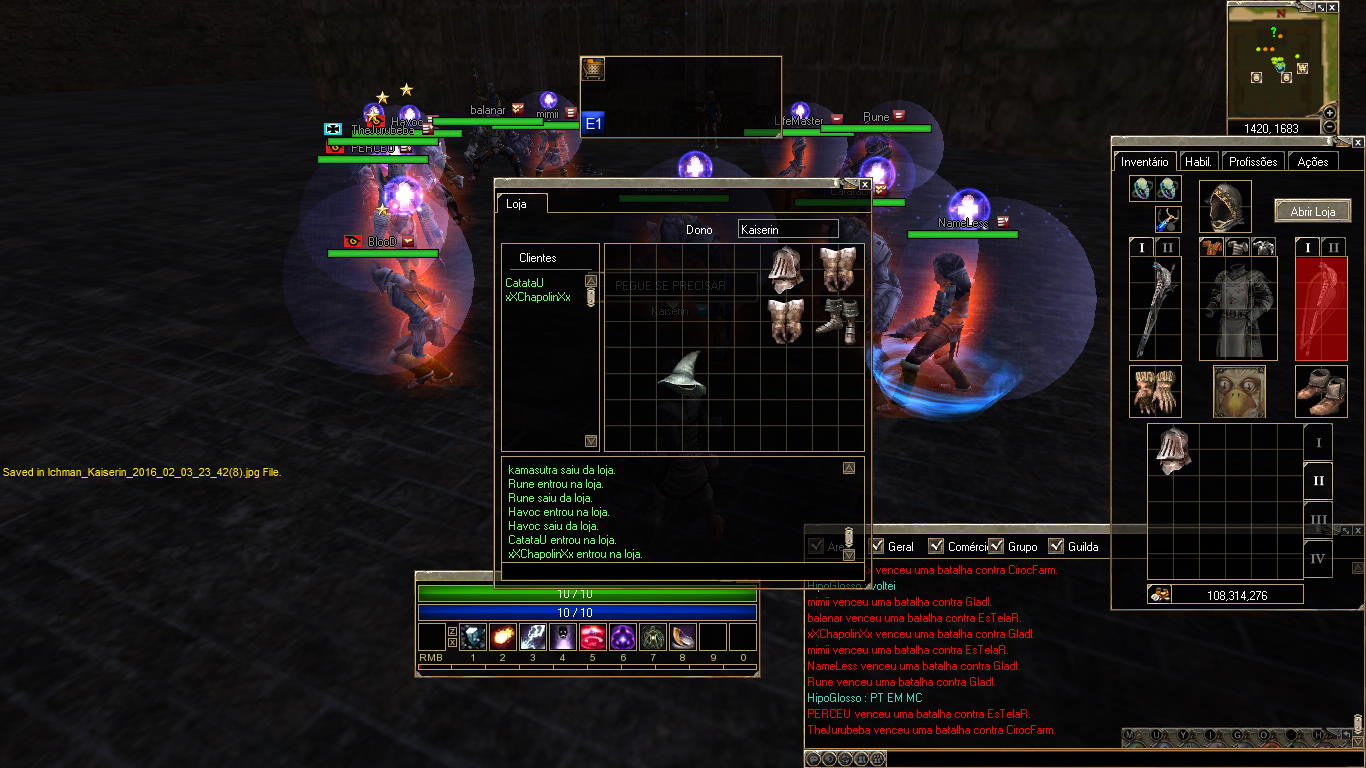 N
1420, 1683
balanar
mimii
Havoc
TheJurubeba
PERCEU
E1
LifeMaster
Rune
NameLess
BlooD
Loja
Dono
Kaiserin
Clientes
CatataU
xXChapolinXx
PEGUE SE PRECISAR
Kaiserin
kamasutra saiu da loja.
Rune entrou na loja.
Rune saiu da loja.
Havoc entrou na loja.
Havoc saiu da loja.
CatataU entrou na loja.
xXChapolinXx entrou na loja.
Saved in Ichman_Kaiserin_2016_02_03_23_42(8).jpg File.
Inventário
Habil.
Profissões
Ações
Abrir Loja
I
II
I
II
I
II
III
IV
108,314,276
10 / 10
10 / 10
RMB
Z
X
1 2 3 4 5 6 7 8 9 0
Geral
Comérci
Grupo
Guilda
venceu uma batalha contra CirocFarm.
HipoGlosso voltei
mimii venceu uma batalha contra Gladl.
balanar venceu uma batalha contra EsTelaR.
xXChapolinXx venceu uma batalha contra Gladl.
mimii venceu uma batalha contra EsTelaR.
NameLess venceu uma batalha contra Gladl.
Rune venceu uma batalha contra Gladl.
HipoGlosso : PT EM MC
PERCEU venceu uma batalha contra EsTelaR.
TheJurubeba venceu uma batalha contra CirocFarm.
M U Y I G O H